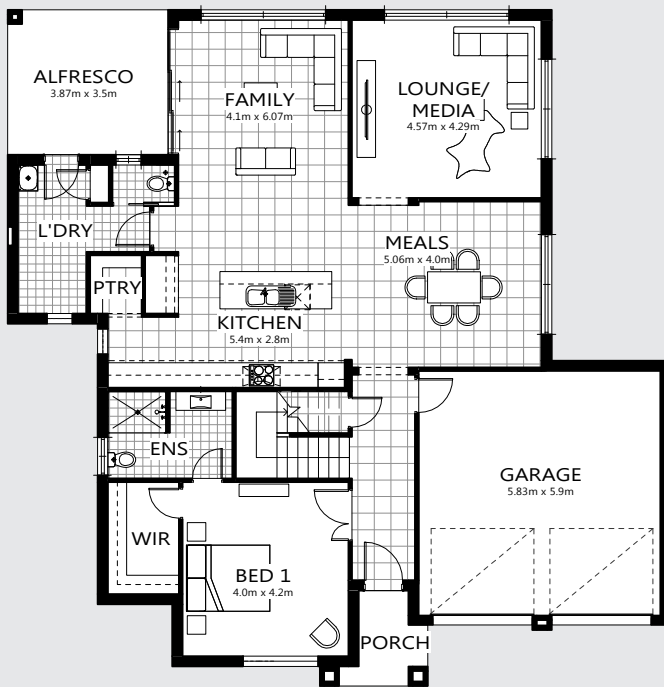 ALFRESCO
3.87m x 3.5m
FAMILY
4.1m x 6.07m
LOUNGE/
MEDIA
4.57m x 4.29m
L'DRY
PTRY
MEALS
5.06m x 4.0m
KITCHEN
5.4m x 2.8m
ENS
GARAGE
5.83m x 5.9m
WIR
BED 1
4.0m x 4.2m
PORCH